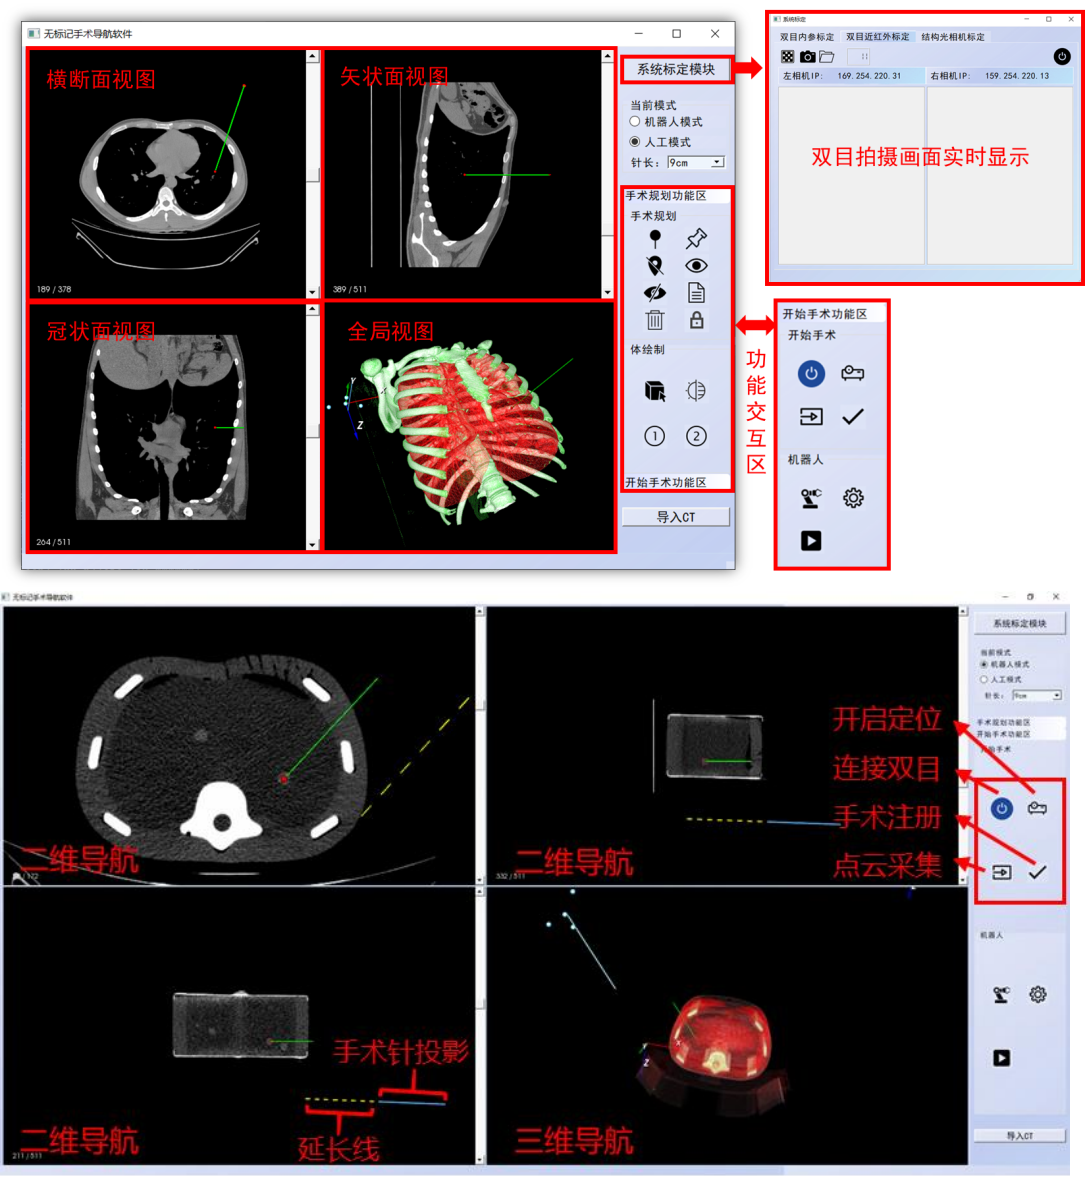 无标记手术导航软件
横断面视图
189 / 378
矢状面视图
389 / 511
冠状面视图
264 / 511
全局视图
Y
Z
系统标定模块
当前模式
机器人模式
人工模式
针长： 9cm
手术规划功能区
手术规划
体绘制
1 2
开始手术功能区
导入CT
系统标定
双目内参标定 双目近红外标定 结构光相机标定
左相机IP: 169.254.220.31 右相机IP: 159.254.220.13
双目拍摄画面实时显示
功能交互区
开始手术功能区
开始手术
机器人
无标记手术导航软件
二维导航
二维导航
332 / 511
二维导航
211 / 511
手术针投影
延长线
三维导航
X
Y
Z
系统标定模块
当前模式
机器人模式
人工模式
针长： 9cm
手术规划功能区
开始手术功能区
开始手术
开启定位
连接双目
手术注册
点云采集
机器人
导入CT